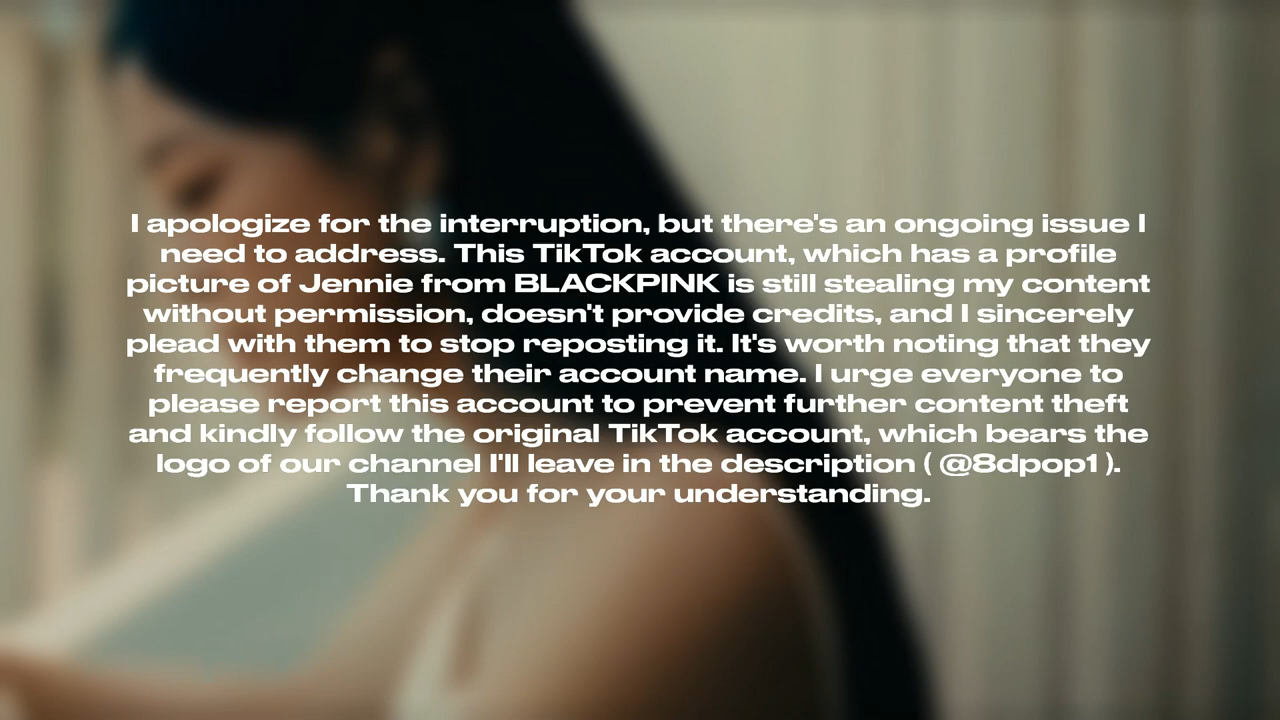 I apologize for the interruption, but there's an ongoing issue I
need to address. This TikTok account, which has a profile
picture of Jennie from BLACKPINK is still stealing my content
without permission, doesn't provide credits, and I sincerely
plead with them to stop reposting it. It's worth noting that they
frequently change their account name. I urge everyone to
please report this account to prevent further content theft
and kindly follow the original TikTok account, which bears the
logo of our channel I'll leave in the description ( @8dpop1 ).
Thank you for your understanding.